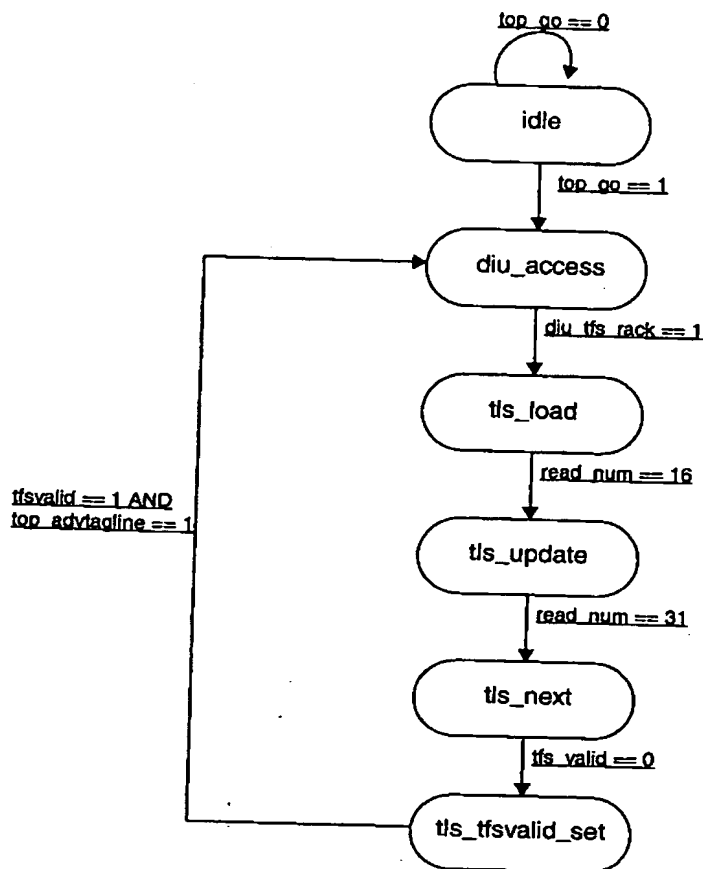 top_go == 0
idle
top_go == 1
diu_access
diu_tfs_rack == 1
tls_load
read_num == 16
tfsvalid == 1 AND
top_advtagline == 1
tls_update
read_num == 31
tls_next
tfs_valid == 0
tls_tfsvalid_set